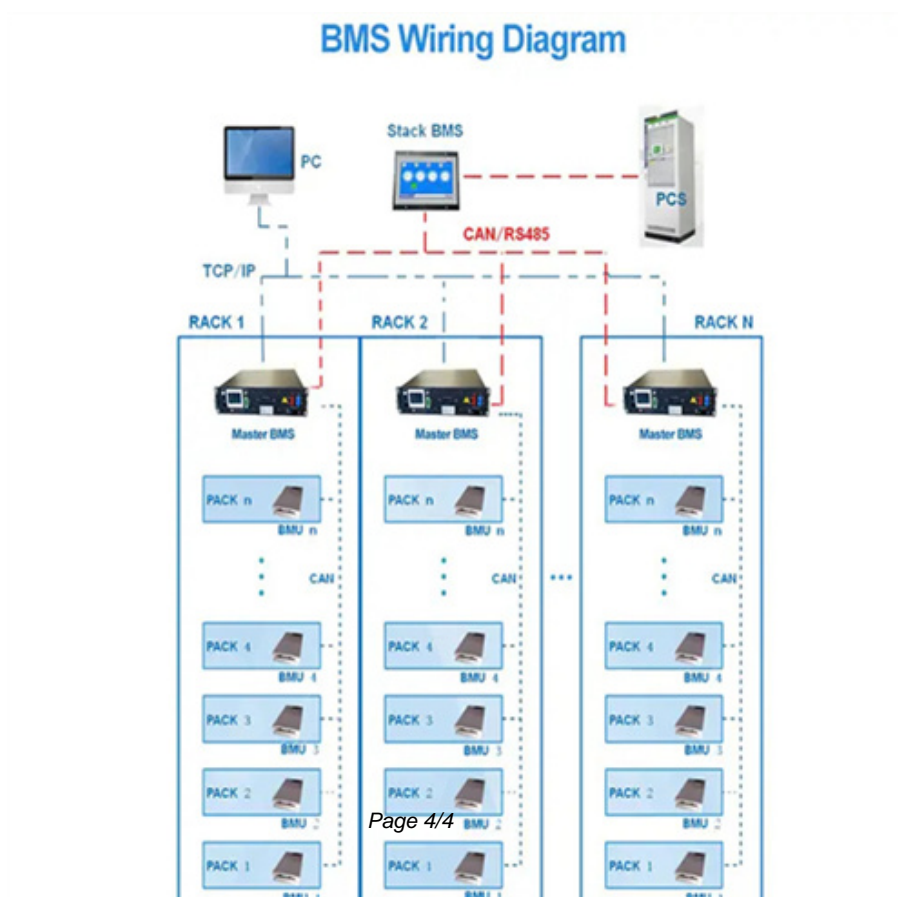 BMS Wiring Diagram
Stack BMS
PC
PCS
CAN/RS485
TCP/IP
RACK 1
RACK 2
RACK N
Master BMS
Master BMS
Master BMS
PACK n
PACK n
PACK n
BMU n
BMU n
BMU n
CAN
CAN
CAN
PACK 4
PACK 4
PACK 4
BMU 4
BMU 4
BMU 4
PACK 3
PACK 3
PACK 3
BMU 3
BMU 3
BMU 3
PACK 2
PACK 2
PACK 2
BMU 2
Page 4/4
BMU 2
BMU 2
PACK 1
PACK 1
PACK 1